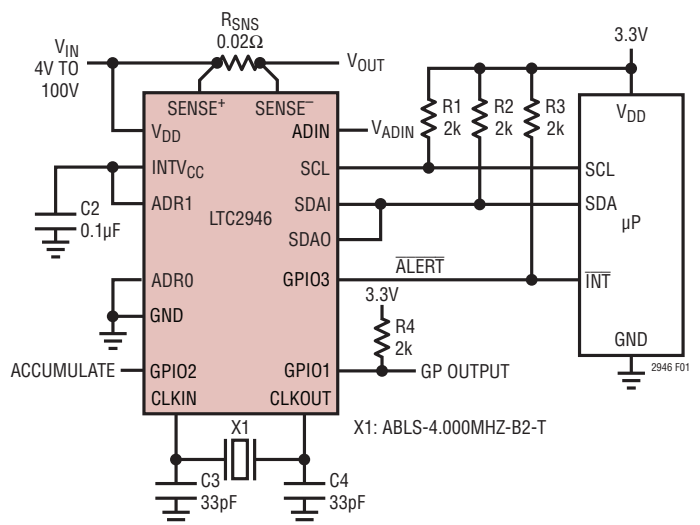 RSNS
0.02Ω
VIN
4V TO
100V
VOUT
3.3V
SENSE+
SENSE–
VDD
ADIN
VADIN
R1
2k
R2
2k
R3
2k
VDD
INTVCC
SCL
SCL
ADR1
LTC2946
SDAI
SDA
µP
C2
0.1µF
SDAO
ADR0
GPIO3
ALERT
INT
GND
3.3V
R4
2k
GND
2946 F01
ACCUMULATE
GPIO2
GPIO1
GP OUTPUT
CLKIN
CLKOUT
X1
X1: ABLS-4.000MHZ-B2-T
C3
33pF
C4
33pF